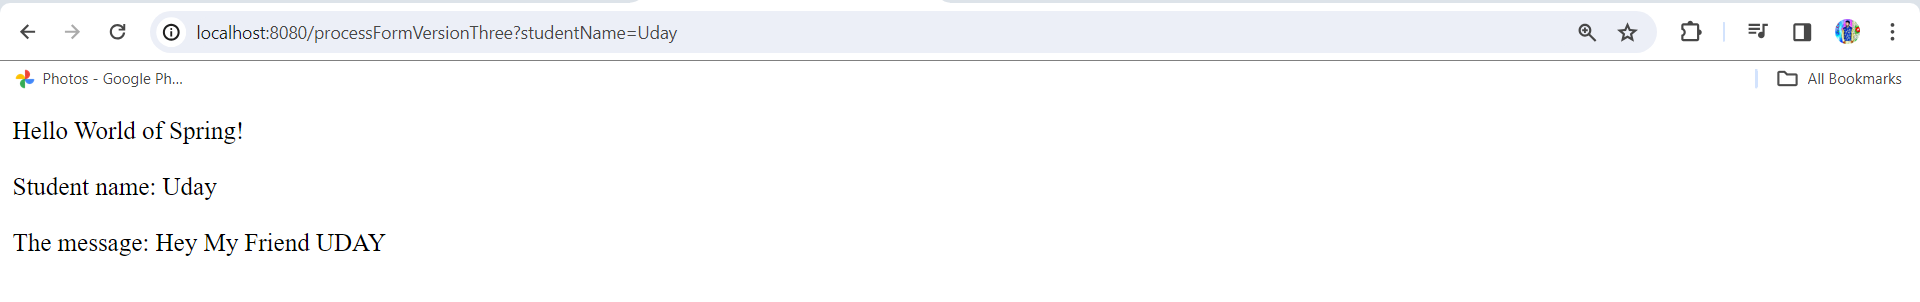 localhost:8080/processFormVersionThree?studentName=Uday
Photos - Google Ph...
All Bookmarks
Hello World of Spring!
Student name: Uday
The message: Hey My Friend UDAY